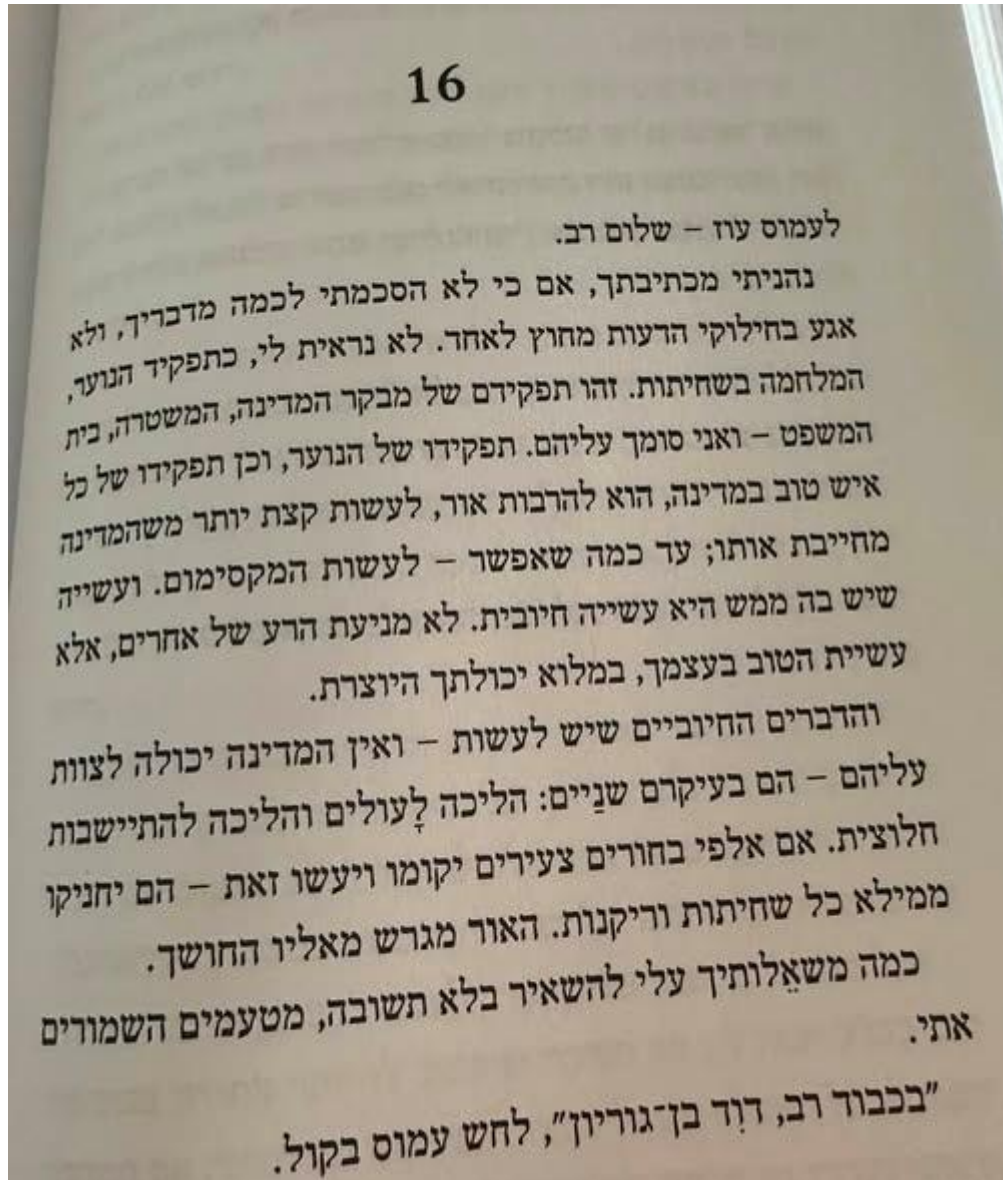 16
לעמוס עוז – שלום רב.
נהניתי מכתיבתך, אם כי לא הסכמתי לכמה מדבריך, ולא
אגע בחילוקי הדעות מחוץ לאחד. לא נראית לי, כתפקיד הנוער,
המלחמה בשחיתות. זהו תפקידם של מבקר המדינה, המשטרה, בית
המשפט – ואני סומך עליהם. תפקידו של הנוער, וכן תפקידו של כל
איש טוב במדינה, הוא להרבות אור, לעשות קצת יותר משהמדינה
מחייבת אותו; עד כמה שאפשר – לעשות המקסימום. ועשייה
שיש בה ממש היא עשייה חיובית. לא מניעת הרע של אחרים, אלא
עשיית הטוב בעצמך, במלוא יכולתך היוצרת.
והדברים החיוביים שיש לעשות – ואין המדינה יכולה לצוות
עליהם – הם בעיקרם שנַיים: הליכה לָעולים והליכה להתיישבות
חלוצית. אם אלפי בחורים צעירים יקומו ויעשו זאת – הם יחניקו
ממילא כל שחיתות וריקנות. האור מגרש מאליו החושך.
כמה משאֵלותיך עלי להשאיר בלא תשובה, מטעמים השמורים
אתי.
"בכבוד רב, דוִד בן־גוריון", לחש עמוס בקול.